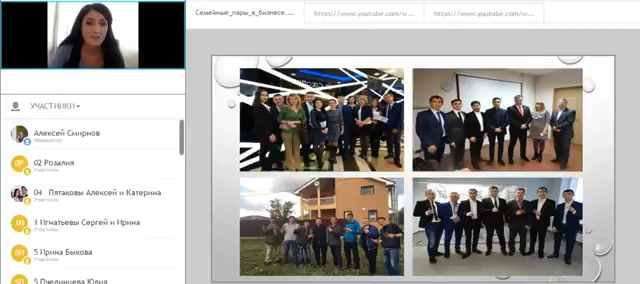 Семейные_пары_в_бизнесе....
https://www.youtube.com/w...
https://www.youtube.com/w...
УЧАСТНИКИ
Алексей Смирнов
Модератор
02 Розалия
Участник
04 Пятаковы Алексей и Катерина
Участник
1 Игнатьевы Сергей и Ирина
Участник
5 Ирина Быкова
Участник
5 Пчелинцева Юлия